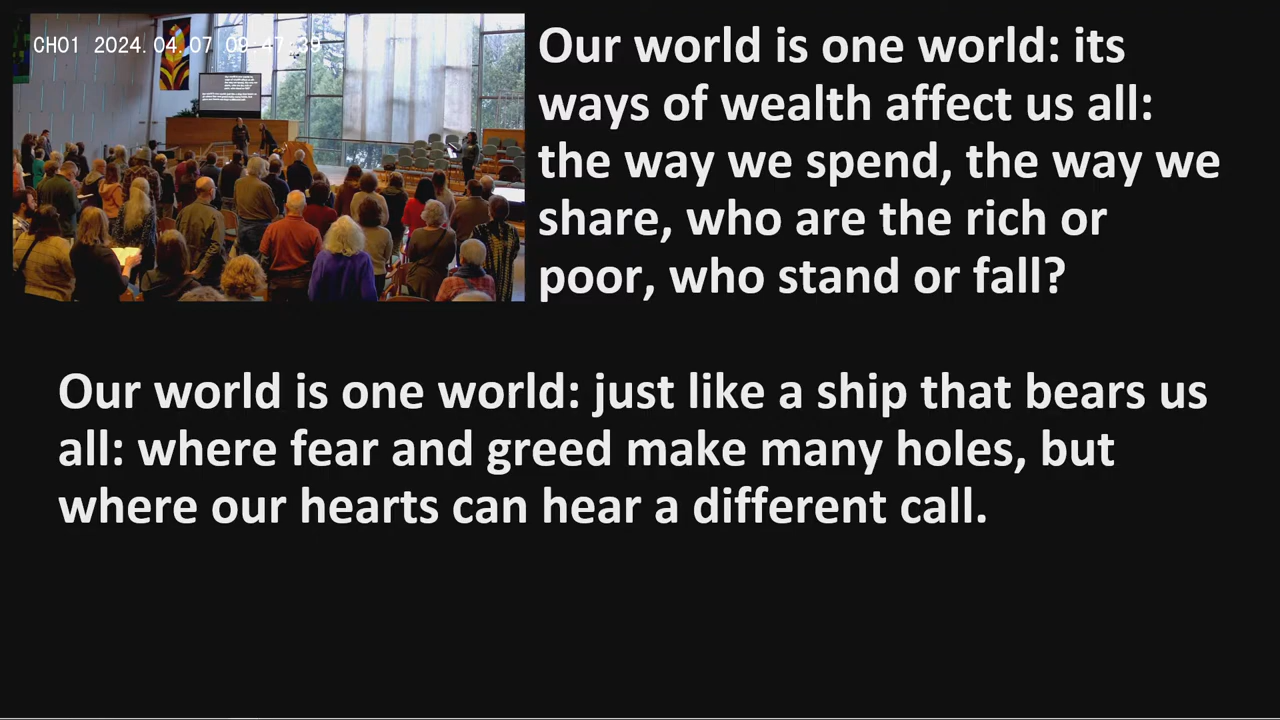 CH01 2024.04.07 09:47:39
Our world is one world: its
ways of wealth affect us all:
the way we spend, the way we
share, who are the rich or
poor, who stand or fall?
Our world is one world: just like a ship that bears us
all: where fear and greed make many holes, but
where our hearts can hear a different call.